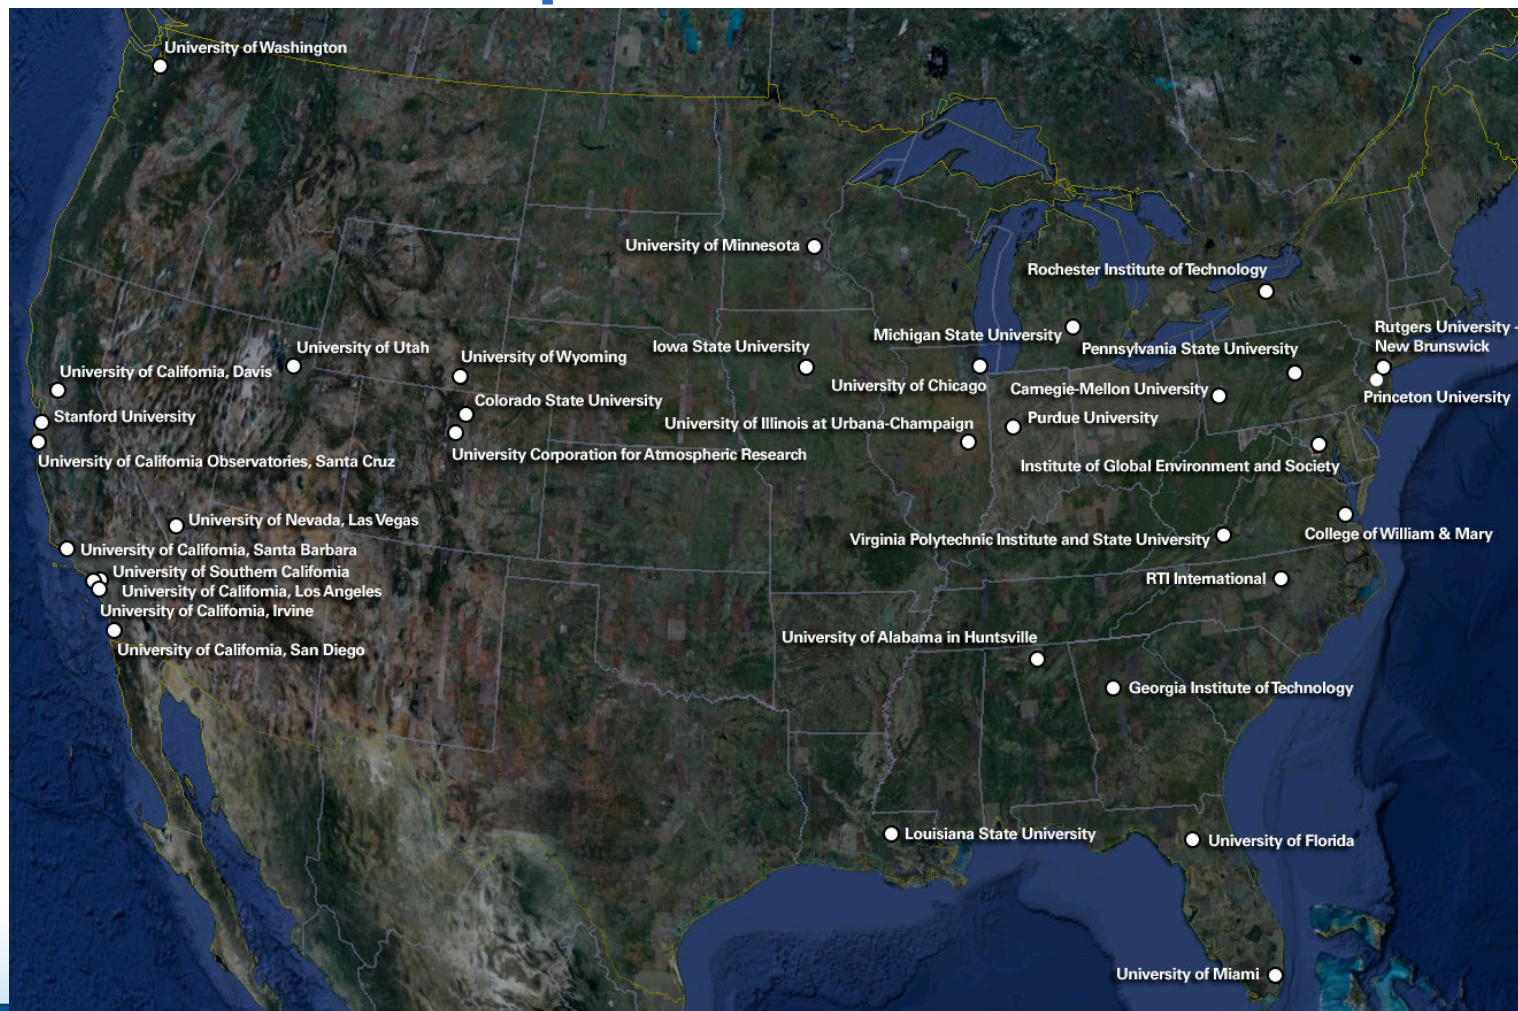 University of Washington
University of Minnesota
Rochester Institute of Technology
Michigan State University
Rutgers University -
New Brunswick
University of Utah
Iowa State University
Pennsylvania State University
University of Wyoming
University of California, Davis
University of Chicago
Carnegie-Mellon University
Princeton University
Colorado State University
Stanford University
University of Illinois at Urbana-Champaign
Purdue University
University Corporation for Atmospheric Research
University of California Observatories, Santa Cruz
Institute of Global Environment and Society
University of Nevada, Las Vegas
College of William & Mary
Virginia Polytechnic Institute and State University
University of California, Santa Barbara
University of Southern California
RTI International
University of California, Los Angeles
University of California, Irvine
University of Alabama in Huntsville
University of California, San Diego
Georgia Institute of Technology
Louisiana State University
University of Florida
University of Miami